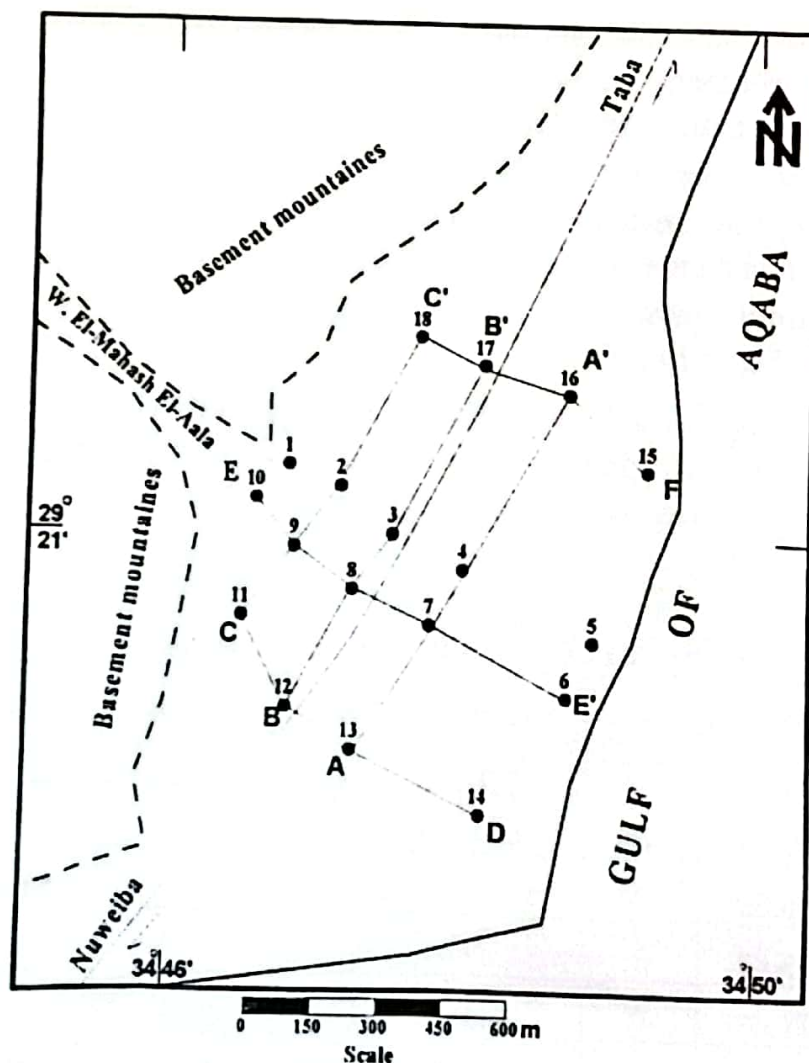 Taba
N
Basement mountaines
AQABA
C'
18
B'
17
A'
16
W. El-Mahash El-Aala
1
E
10
2
15
F
29°
21'
9
3
4
8
7
11
C
5
OF
6
E'
12
B
13
A
Basement mountaines
14
D
GULF
Nuweiba
34°46'
34°50'
0 150 300 450 600 m
Scale